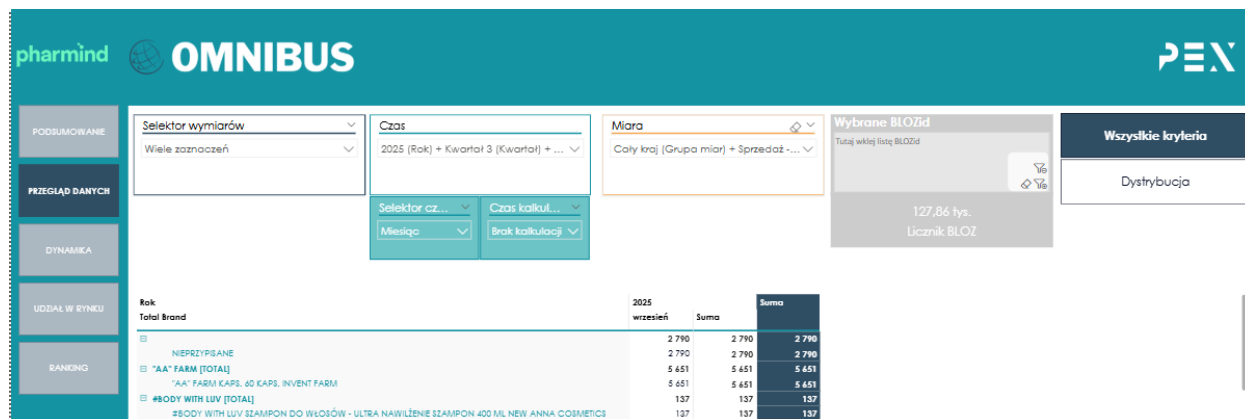 pharmind OMNIBUS PEX
PODSUMOWANIE
PRZEGLĄD DANYCH
DYNAMIKA
UDZIAŁ W RYNKU
RANKING
Selektor wymiarów
Wiele zaznaczeń
Czas
2025 (Rok) + Kwartał 3 (Kwartał) + ...
Selektor cz...
Miesiąc
Czas kalkul...
Brak kalkulacji
Miara
Cały kraj (Grupa miar) + Sprzedaż -...
Wybrane BLOZid
Tutaj wklej listę BLOZid
127,86 tys.
Licznik BLOZ
Wszystkie kryteria
Dystrybucja
Rok 2025 Suma
Total Brand wrzesień Suma
2 790 2 790 2 790
NIEPRZYPISANE 2 790 2 790 2 790
"AA" FARM [TOTAL] 5 651 5 651 5 651
"AA" FARM KAPS. 60 KAPS. INVENT FARM 5 651 5 651 5 651
#BODY WITH LUV [TOTAL] 137 137 137
#BODY WITH LUV SZAMPON DO WŁOSÓW - ULTRA NAWILŻENIE SZAMPON 400 ML NEW ANNA COSMETICS 137 137 137